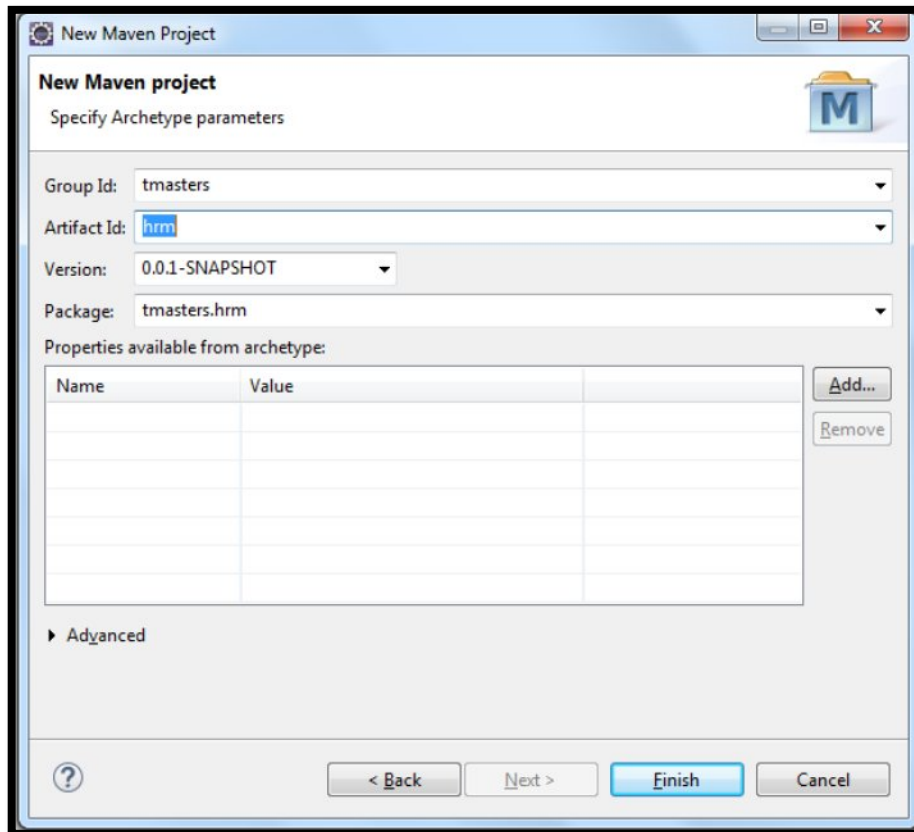 New Maven Project
New Maven project
Specify Archetype parameters
M
Group Id: tmasters
Artifact Id: hrm
Version: 0.0.1-SNAPSHOT
Package: tmasters.hrm
Properties available from archetype:
Name Value
Add...
Remove
Advanced
? < Back Next > Finish Cancel